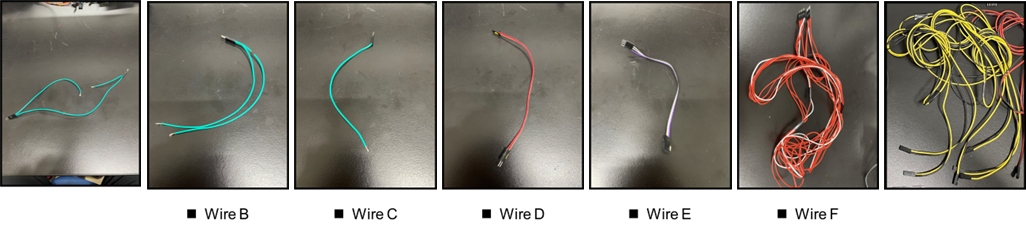 ■ Wire B
■ Wire C
■ Wire D
■ Wire E
■ Wire F